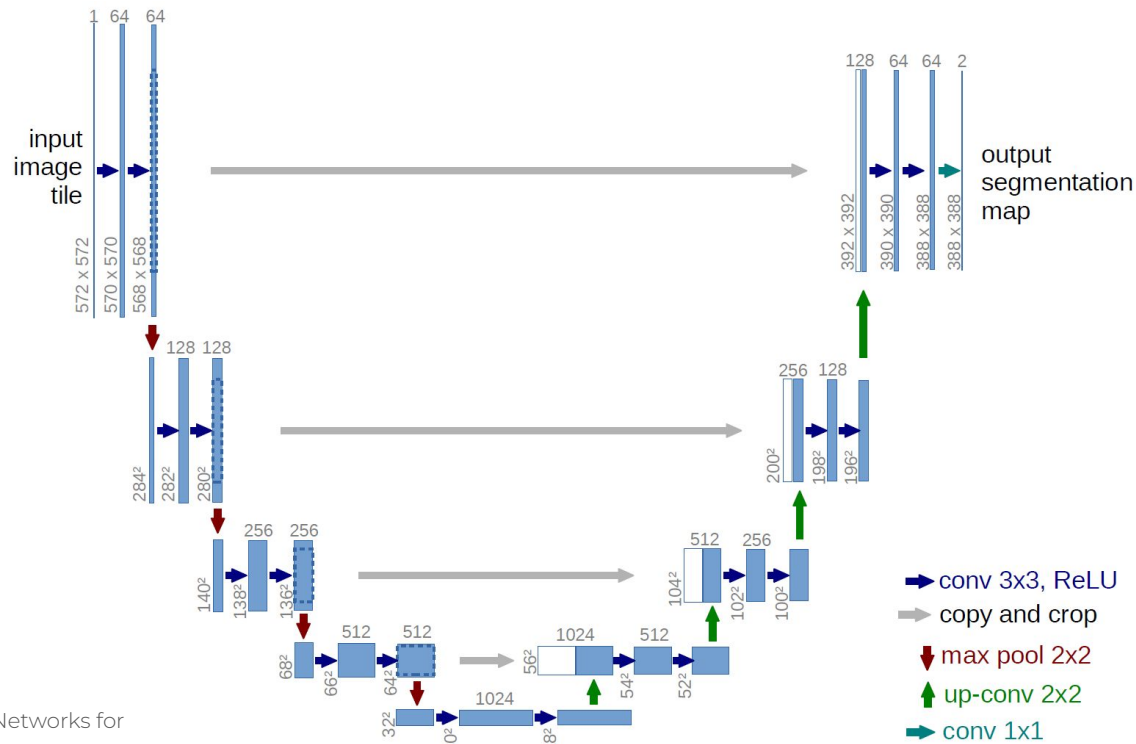 1 64 64
input
image
tile
572 x 572
570 x 570
568 x 568
128 64 64 2
output
segmentation
map
392 x 392
390 x 390
388 x 388
388 x 388
128 128
284²
282²
280²
256 128
200²
198²
196²
256 256
140²
138²
136²
512 256
104²
102²
100²
512 512
68²
66²
64²
1024 512
56²
54²
52²
1024
32²
0²
8²
conv 3x3, ReLU
copy and crop
max pool 2x2
up-conv 2x2
conv 1x1
Networks for